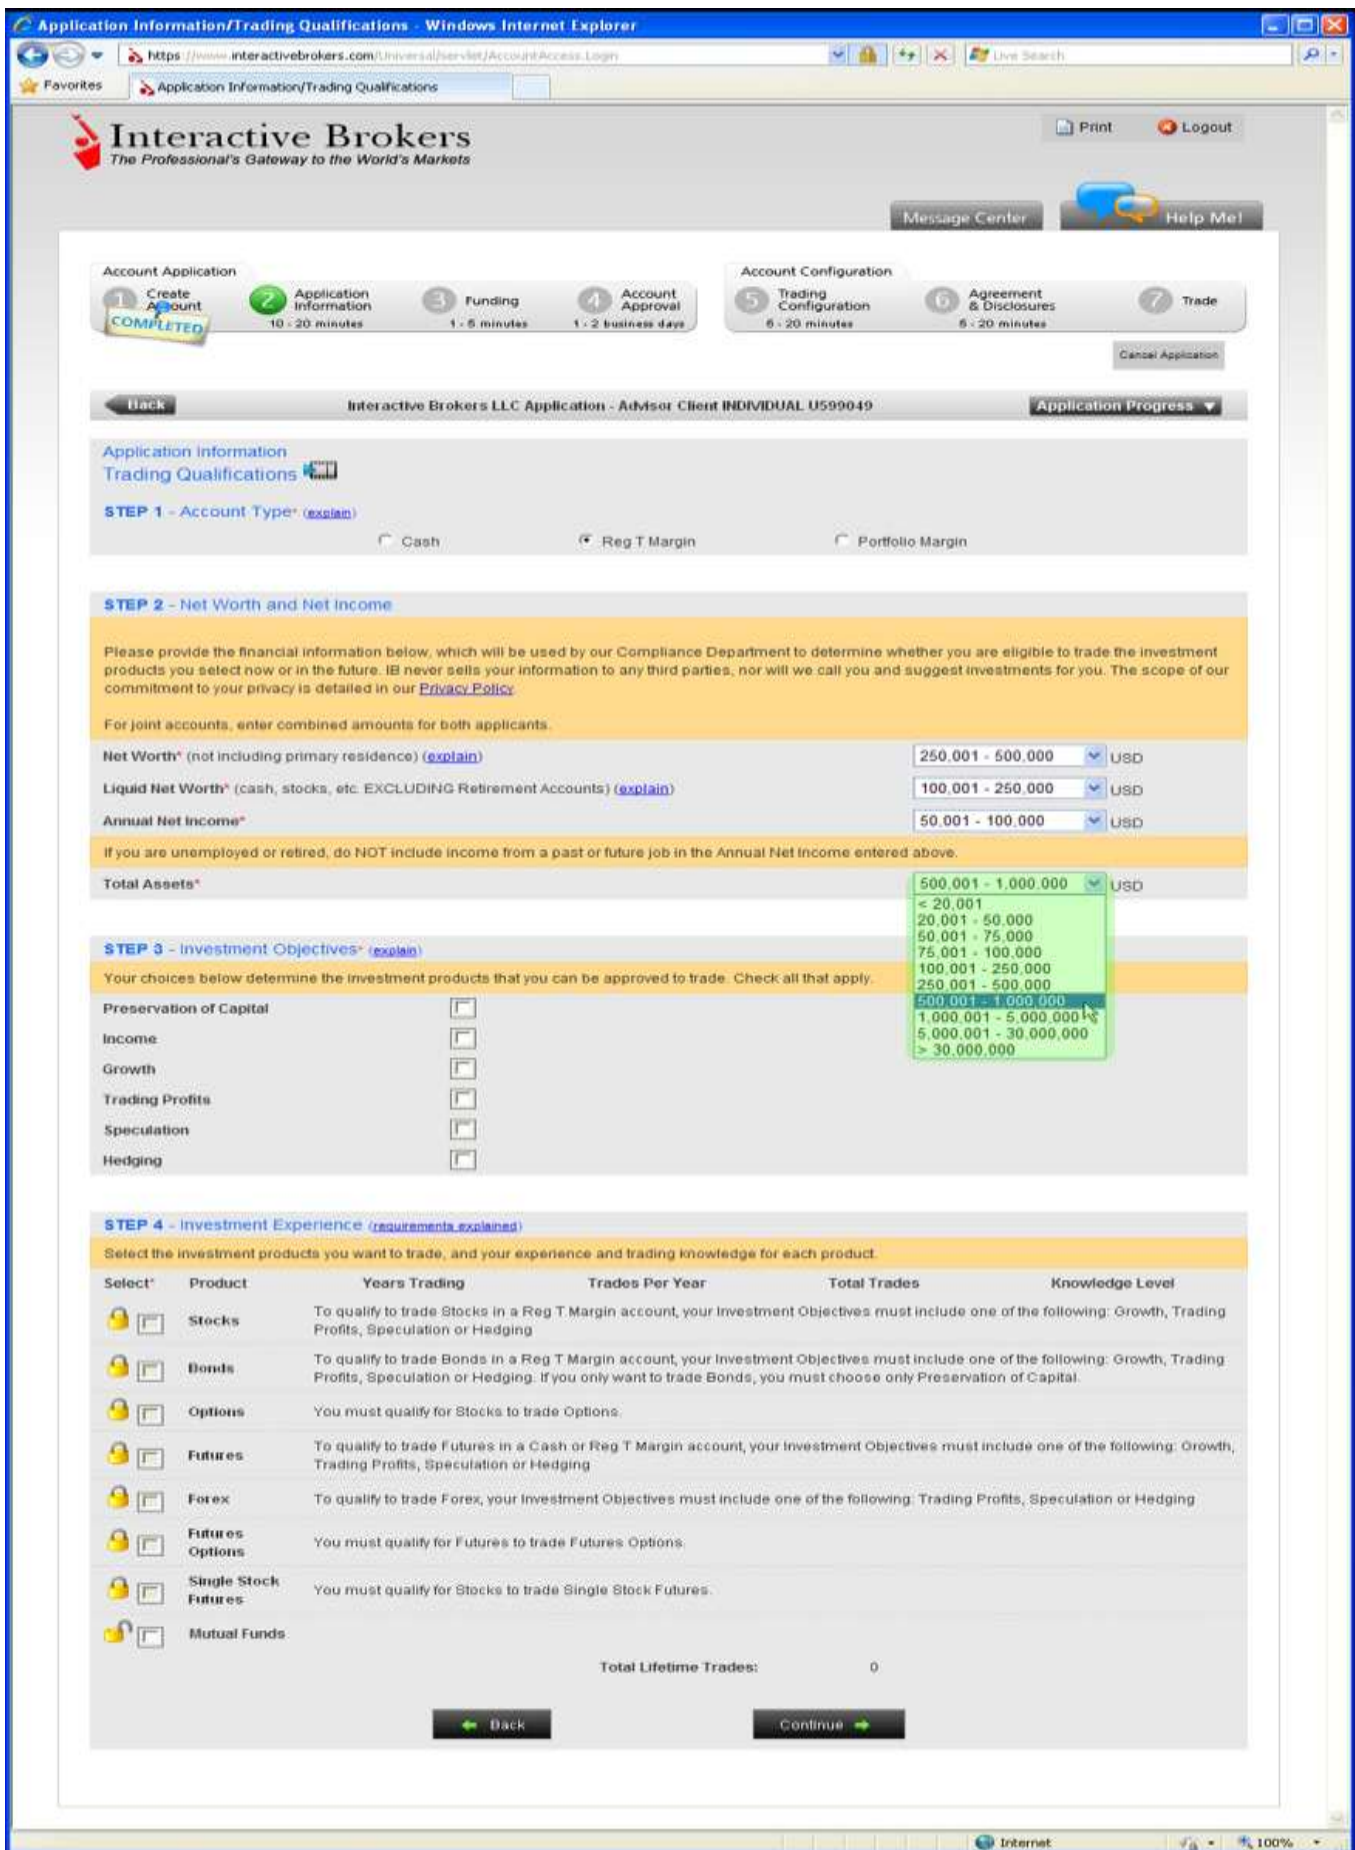 Application Information/Trading Qualifications - Windows Internet Explorer
https://www.interactivebrokers.com/Universal/servlet/AccountAccess.Login
Live Search
Favorites
Application Information/Trading Qualifications
Interactive Brokers
The Professional's Gateway to the World's Markets
Print
Logout
Message Center
Help Me!
Account Application
1 Create Account
COMPLETED
2 Application Information
10 - 20 minutes
3 Funding
1 - 5 minutes
4 Account Approval
1 - 2 business days
Account Configuration
5 Trading Configuration
6 - 20 minutes
6 Agreement & Disclosures
5 - 20 minutes
7 Trade
Cancel Application
Back
Interactive Brokers LLC Application - Advisor Client INDIVIDUAL U599049
Application Progress
Application Information
Trading Qualifications
STEP 1 - Account Type* (explain)
Cash
Reg T Margin
Portfolio Margin
STEP 2 - Net Worth and Net Income
Please provide the financial information below, which will be used by our Compliance Department to determine whether you are eligible to trade the investment
products you select now or in the future. IB never sells your information to any third parties, nor will we call you and suggest investments for you. The scope of our
commitment to your privacy is detailed in our Privacy Policy.
For joint accounts, enter combined amounts for both applicants.
Net Worth* (not including primary residence) (explain) 250,001 - 500,000 USD
Liquid Net Worth* (cash, stocks, etc. EXCLUDING Retirement Accounts) (explain) 100,001 - 250,000 USD
Annual Net Income* 50,001 - 100,000 USD
If you are unemployed or retired, do NOT include income from a past or future job in the Annual Net Income entered above.
Total Assets* 500,001 - 1,000,000 USD
< 20,001
20,001 - 50,000
50,001 - 75,000
75,001 - 100,000
100,001 - 250,000
250,001 - 500,000
500,001 - 1,000,000
1,000,001 - 5,000,000
5,000,001 - 30,000,000
> 30,000,000
STEP 3 - Investment Objectives* (explain)
Your choices below determine the investment products that you can be approved to trade. Check all that apply.
Preservation of Capital
Income
Growth
Trading Profits
Speculation
Hedging
STEP 4 - Investment Experience (requirements explained)
Select the investment products you want to trade, and your experience and trading knowledge for each product.
Select* Product Years Trading Trades Per Year Total Trades Knowledge Level
Stocks
To qualify to trade Stocks in a Reg T Margin account, your Investment Objectives must include one of the following: Growth, Trading
Profits, Speculation or Hedging
Bonds
To qualify to trade Bonds in a Reg T Margin account, your Investment Objectives must include one of the following: Growth, Trading
Profits, Speculation or Hedging. If you only want to trade Bonds, you must choose only Preservation of Capital.
Options You must qualify for Stocks to trade Options.
Futures
To qualify to trade Futures in a Cash or Reg T Margin account, your Investment Objectives must include one of the following: Growth,
Trading Profits, Speculation or Hedging
Forex To qualify to trade Forex, your Investment Objectives must include one of the following: Trading Profits, Speculation or Hedging
Futures Options
You must qualify for Futures to trade Futures Options.
Single Stock Futures
You must qualify for Stocks to trade Single Stock Futures.
Mutual Funds
Total Lifetime Trades: 0
Back
Continue
Internet
100%